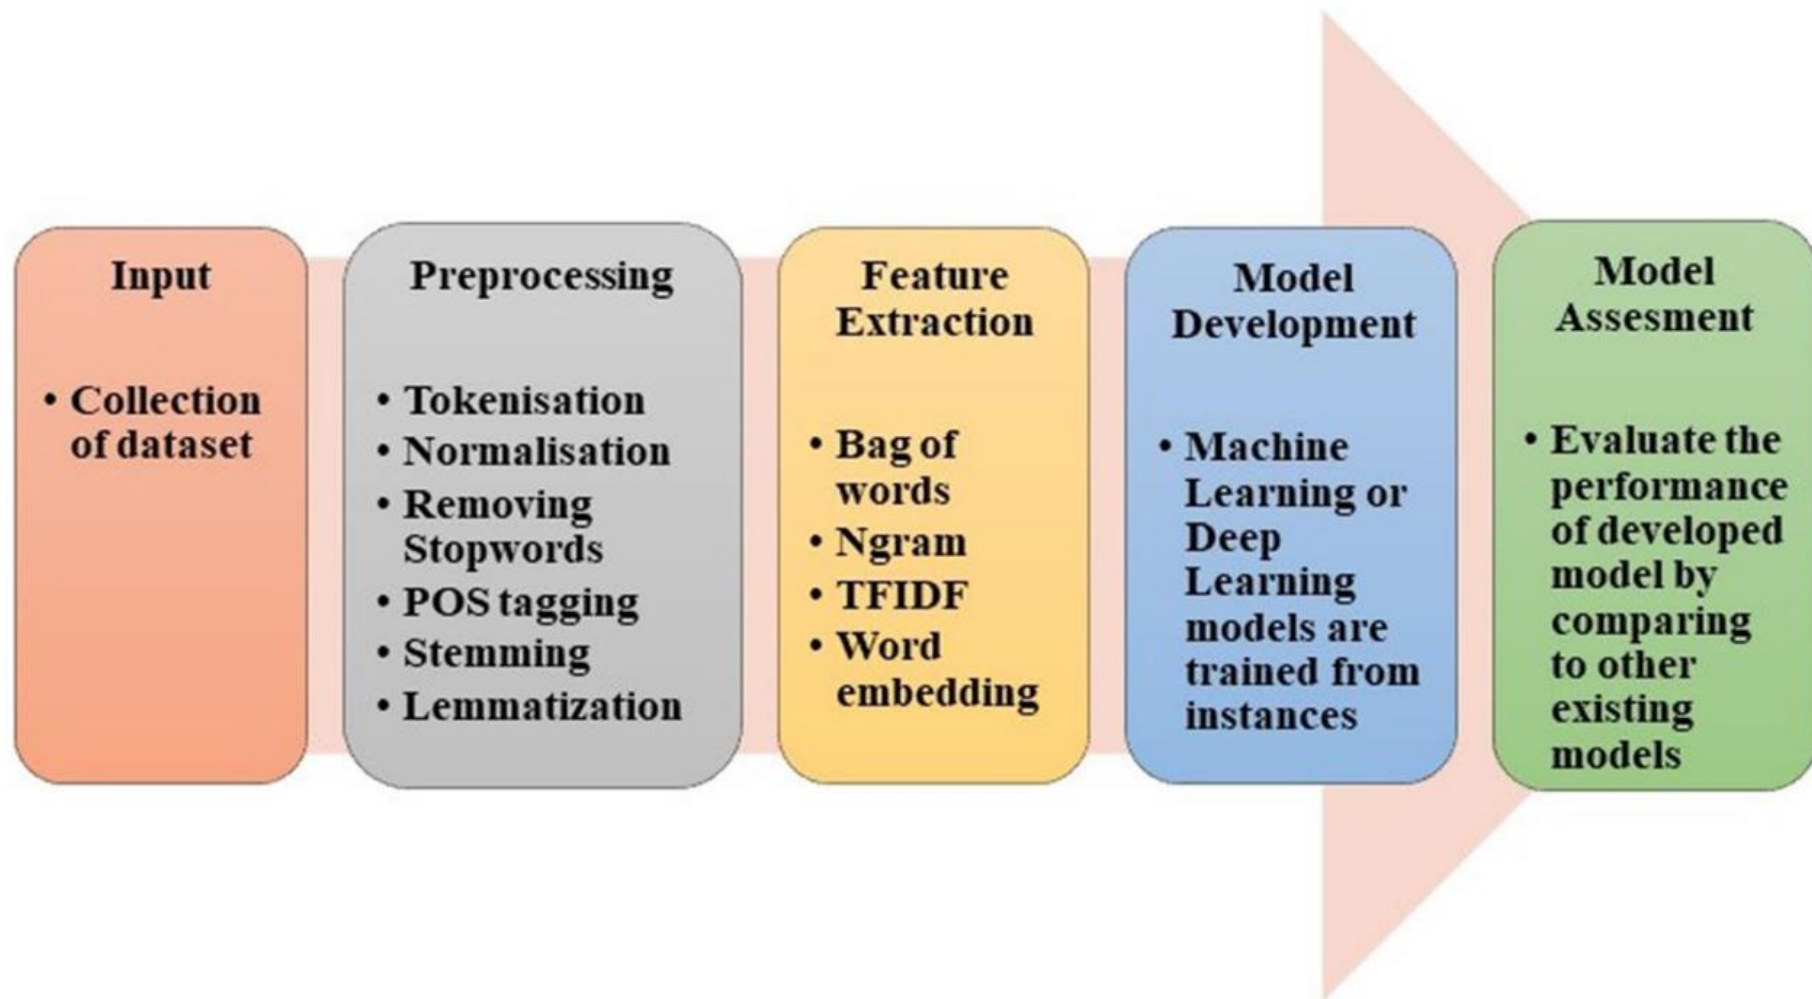 Input
• Collection
of dataset
Preprocessing
• Tokenisation
• Normalisation
• Removing
Stopwords
• POS tagging
• Stemming
• Lemmatization
Feature
Extraction
• Bag of
words
• Ngram
• TFIDF
• Word
embedding
Model
Development
• Machine
Learning or
Deep
Learning
models are
trained from
instances
Model
Assesment
• Evaluate the
performance
of developed
model by
comparing
to other
existing
models